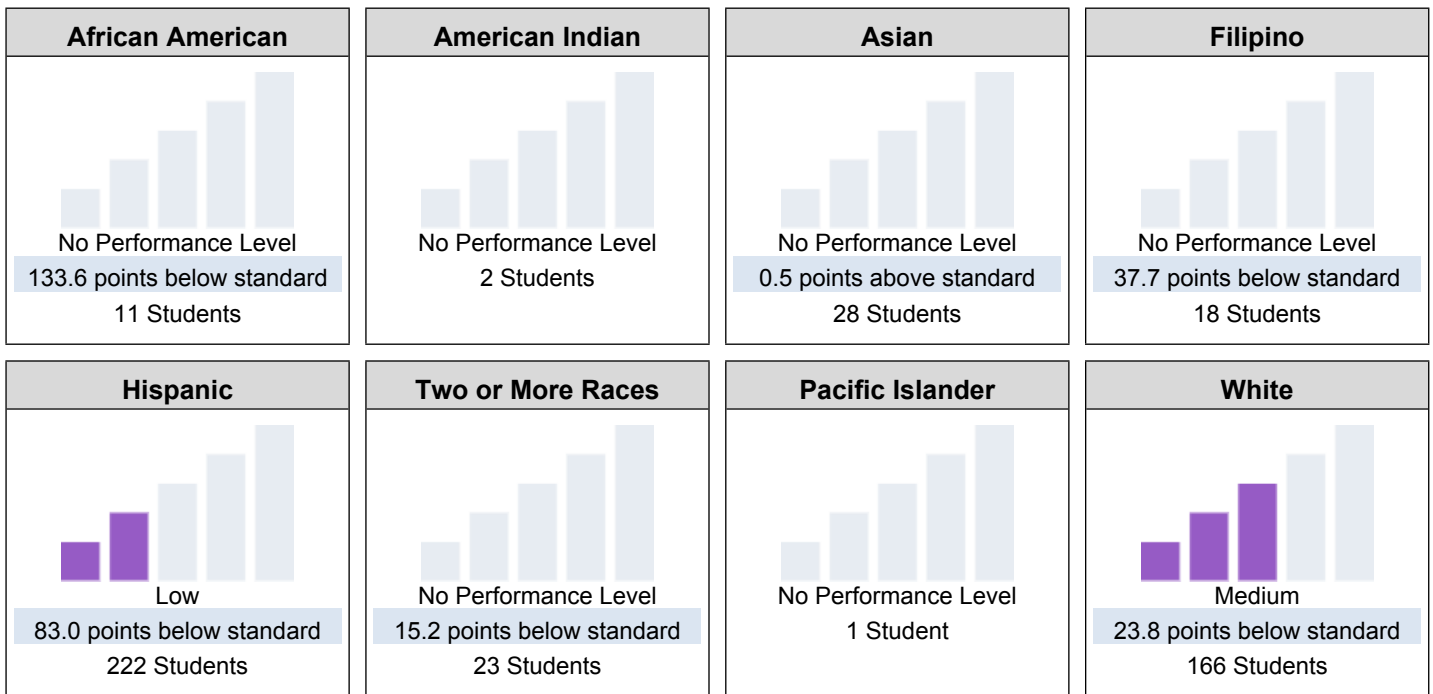 African American
No Performance Level
133.6 points below standard
11 Students
American Indian
No Performance Level
2 Students
Asian
No Performance Level
0.5 points above standard
28 Students
Filipino
No Performance Level
37.7 points below standard
18 Students
Hispanic
Low
83.0 points below standard
222 Students
Two or More Races
No Performance Level
15.2 points below standard
23 Students
Pacific Islander
No Performance Level
1 Student
White
Medium
23.8 points below standard
166 Students